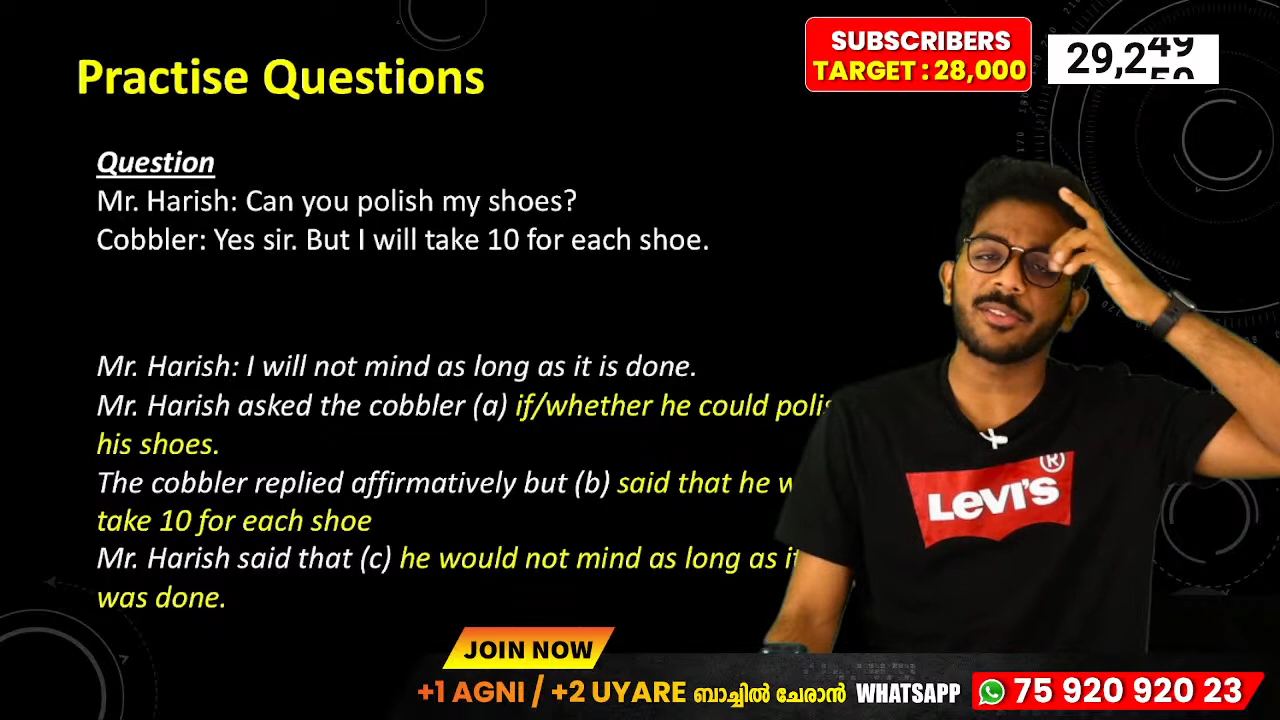 SUBSCRIBERS
TARGET : 28,000
29,2
Practise Questions
Question
Mr. Harish: Can you polish my shoes?
Cobbler: Yes sir. But I will take 10 for each shoe.
Mr. Harish: I will not mind as long as it is done.
Mr. Harish asked the cobbler (a) if/whether he could polis
his shoes.
The cobbler replied affirmatively but (b) said that he w
take 10 for each shoe
Mr. Harish said that (c) he would not mind as long as it
was done.
LEVI'S
®
JOIN NOW
+1 AGNI / +2 UYARE ബാച്ചിൽ ചേരാൻ WHATSAPP 75 920 920 23